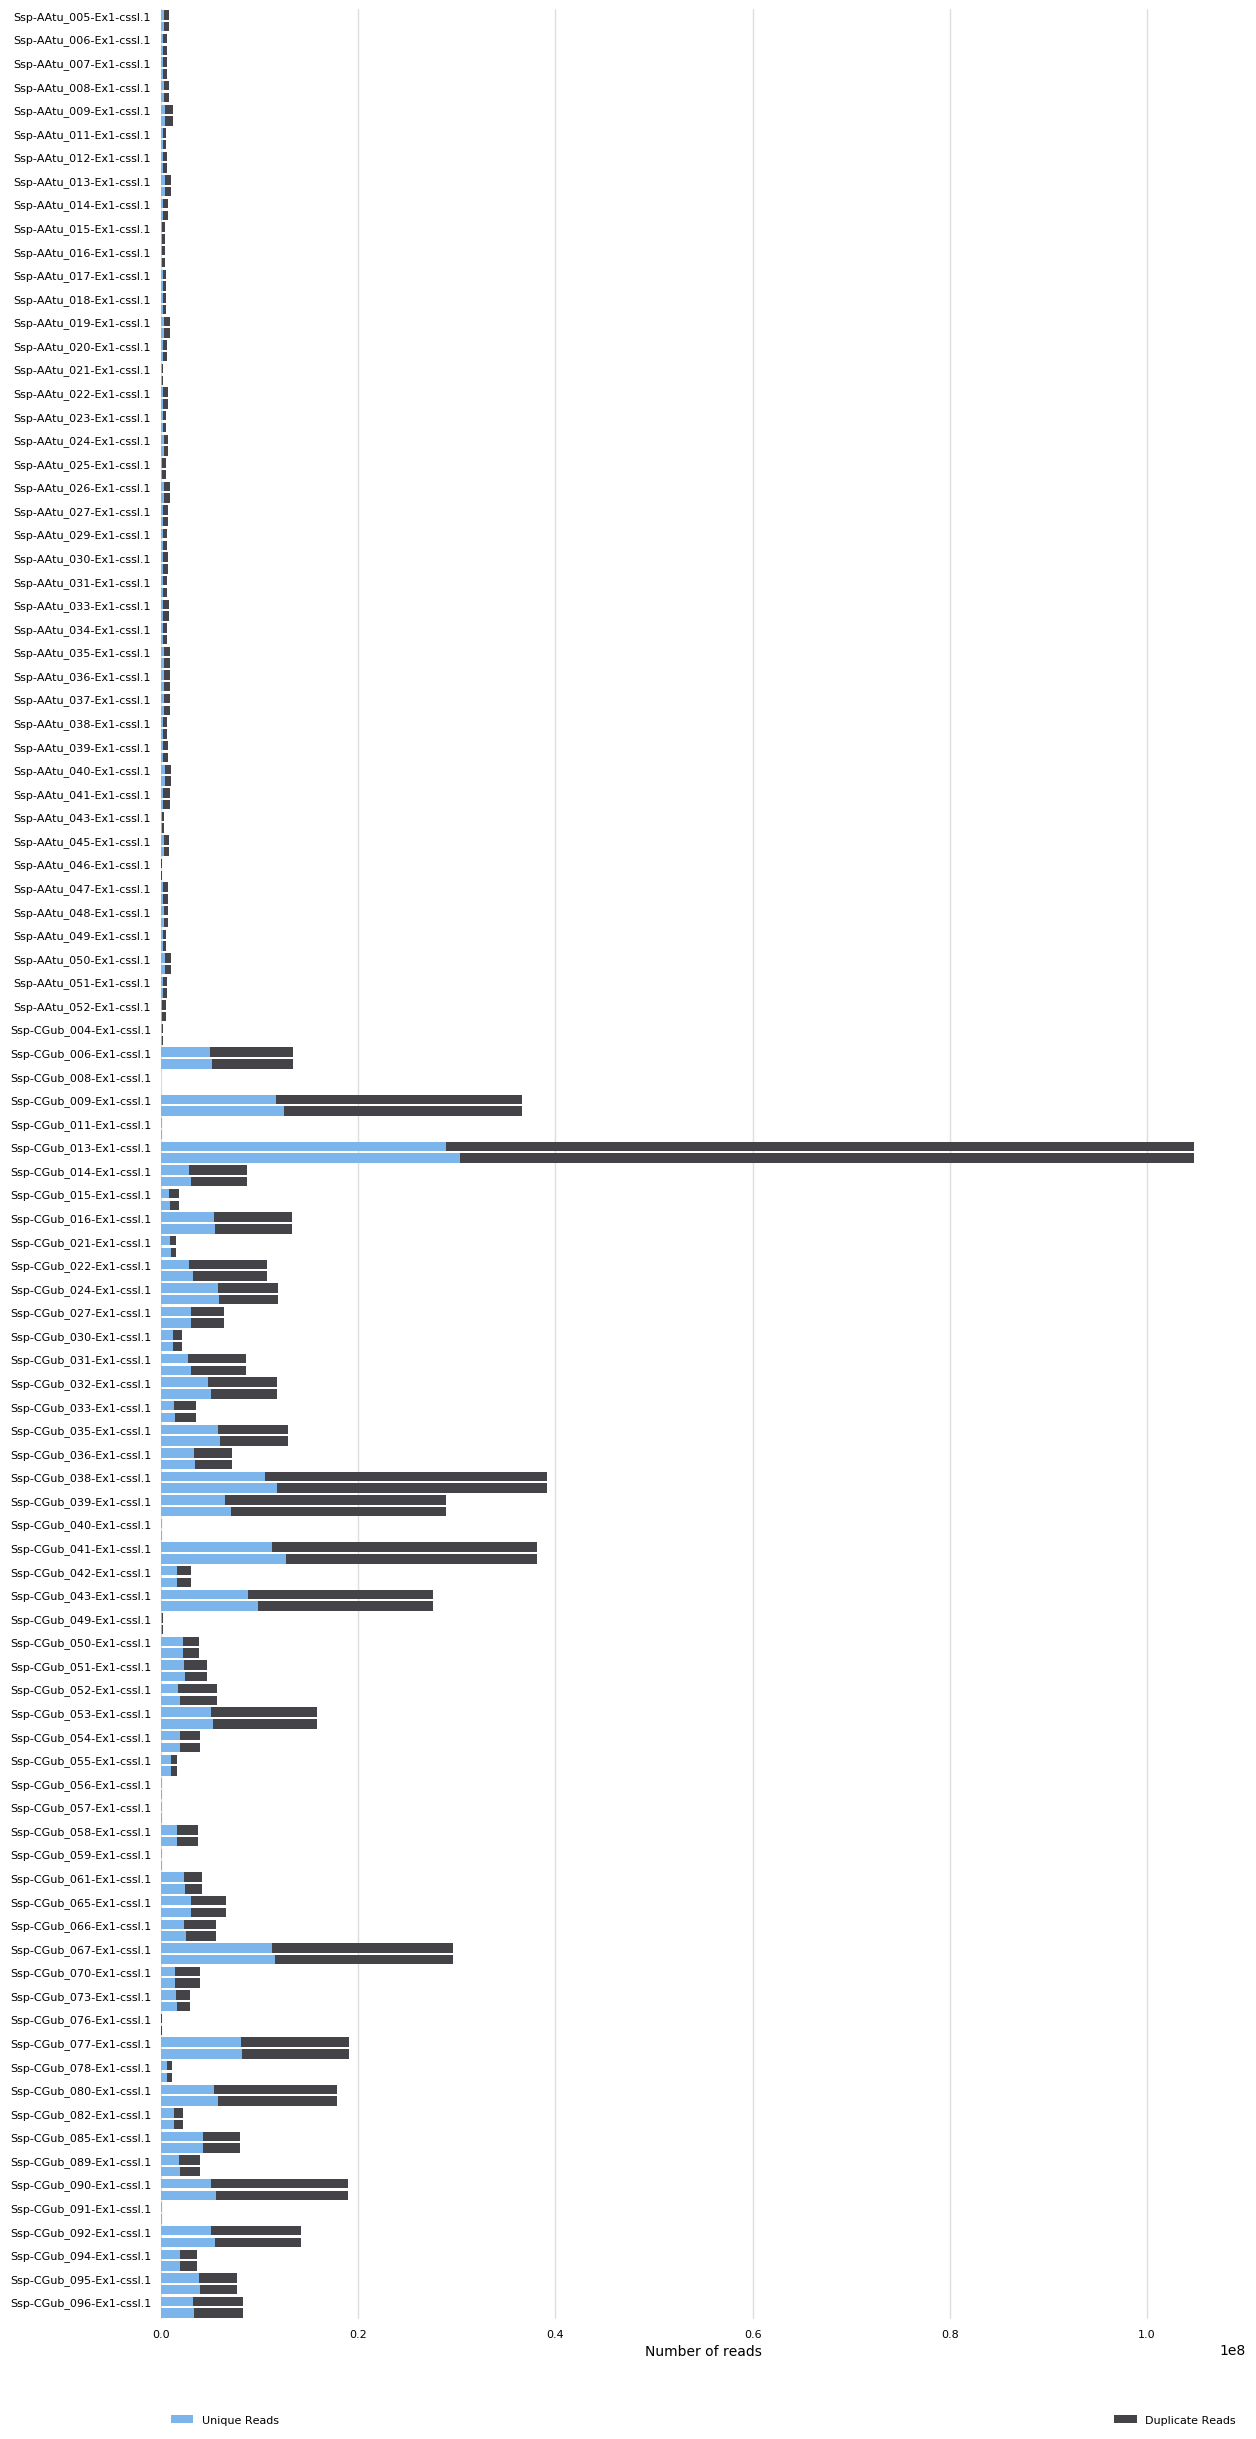 Ssp-AAtu_005-Ex1-cssl.1
Ssp-AAtu_006-Ex1-cssl.1
Ssp-AAtu_007-Ex1-cssl.1
Ssp-AAtu_008-Ex1-cssl.1
Ssp-AAtu_009-Ex1-cssl.1
Ssp-AAtu_011-Ex1-cssl.1
Ssp-AAtu_012-Ex1-cssl.1
Ssp-AAtu_013-Ex1-cssl.1
Ssp-AAtu_014-Ex1-cssl.1
Ssp-AAtu_015-Ex1-cssl.1
Ssp-AAtu_016-Ex1-cssl.1
Ssp-AAtu_017-Ex1-cssl.1
Ssp-AAtu_018-Ex1-cssl.1
Ssp-AAtu_019-Ex1-cssl.1
Ssp-AAtu_020-Ex1-cssl.1
Ssp-AAtu_021-Ex1-cssl.1
Ssp-AAtu_022-Ex1-cssl.1
Ssp-AAtu_023-Ex1-cssl.1
Ssp-AAtu_024-Ex1-cssl.1
Ssp-AAtu_025-Ex1-cssl.1
Ssp-AAtu_026-Ex1-cssl.1
Ssp-AAtu_027-Ex1-cssl.1
Ssp-AAtu_029-Ex1-cssl.1
Ssp-AAtu_030-Ex1-cssl.1
Ssp-AAtu_031-Ex1-cssl.1
Ssp-AAtu_033-Ex1-cssl.1
Ssp-AAtu_034-Ex1-cssl.1
Ssp-AAtu_035-Ex1-cssl.1
Ssp-AAtu_036-Ex1-cssl.1
Ssp-AAtu_037-Ex1-cssl.1
Ssp-AAtu_038-Ex1-cssl.1
Ssp-AAtu_039-Ex1-cssl.1
Ssp-AAtu_040-Ex1-cssl.1
Ssp-AAtu_041-Ex1-cssl.1
Ssp-AAtu_043-Ex1-cssl.1
Ssp-AAtu_045-Ex1-cssl.1
Ssp-AAtu_046-Ex1-cssl.1
Ssp-AAtu_047-Ex1-cssl.1
Ssp-AAtu_048-Ex1-cssl.1
Ssp-AAtu_049-Ex1-cssl.1
Ssp-AAtu_050-Ex1-cssl.1
Ssp-AAtu_051-Ex1-cssl.1
Ssp-AAtu_052-Ex1-cssl.1
Ssp-CGub_004-Ex1-cssl.1
Ssp-CGub_006-Ex1-cssl.1
Ssp-CGub_008-Ex1-cssl.1
Ssp-CGub_009-Ex1-cssl.1
Ssp-CGub_011-Ex1-cssl.1
Ssp-CGub_013-Ex1-cssl.1
Ssp-CGub_014-Ex1-cssl.1
Ssp-CGub_015-Ex1-cssl.1
Ssp-CGub_016-Ex1-cssl.1
Ssp-CGub_021-Ex1-cssl.1
Ssp-CGub_022-Ex1-cssl.1
Ssp-CGub_024-Ex1-cssl.1
Ssp-CGub_027-Ex1-cssl.1
Ssp-CGub_030-Ex1-cssl.1
Ssp-CGub_031-Ex1-cssl.1
Ssp-CGub_032-Ex1-cssl.1
Ssp-CGub_033-Ex1-cssl.1
Ssp-CGub_035-Ex1-cssl.1
Ssp-CGub_036-Ex1-cssl.1
Ssp-CGub_038-Ex1-cssl.1
Ssp-CGub_039-Ex1-cssl.1
Ssp-CGub_040-Ex1-cssl.1
Ssp-CGub_041-Ex1-cssl.1
Ssp-CGub_042-Ex1-cssl.1
Ssp-CGub_043-Ex1-cssl.1
Ssp-CGub_049-Ex1-cssl.1
Ssp-CGub_050-Ex1-cssl.1
Ssp-CGub_051-Ex1-cssl.1
Ssp-CGub_052-Ex1-cssl.1
Ssp-CGub_053-Ex1-cssl.1
Ssp-CGub_054-Ex1-cssl.1
Ssp-CGub_055-Ex1-cssl.1
Ssp-CGub_056-Ex1-cssl.1
Ssp-CGub_057-Ex1-cssl.1
Ssp-CGub_058-Ex1-cssl.1
Ssp-CGub_059-Ex1-cssl.1
Ssp-CGub_061-Ex1-cssl.1
Ssp-CGub_065-Ex1-cssl.1
Ssp-CGub_066-Ex1-cssl.1
Ssp-CGub_067-Ex1-cssl.1
Ssp-CGub_070-Ex1-cssl.1
Ssp-CGub_073-Ex1-cssl.1
Ssp-CGub_076-Ex1-cssl.1
Ssp-CGub_077-Ex1-cssl.1
Ssp-CGub_078-Ex1-cssl.1
Ssp-CGub_080-Ex1-cssl.1
Ssp-CGub_082-Ex1-cssl.1
Ssp-CGub_085-Ex1-cssl.1
Ssp-CGub_089-Ex1-cssl.1
Ssp-CGub_090-Ex1-cssl.1
Ssp-CGub_091-Ex1-cssl.1
Ssp-CGub_092-Ex1-cssl.1
Ssp-CGub_094-Ex1-cssl.1
Ssp-CGub_095-Ex1-cssl.1
Ssp-CGub_096-Ex1-cssl.1
0.0 0.2 0.4 0.6 0.8 1.0
Number of reads 1e8
Unique Reads Duplicate Reads